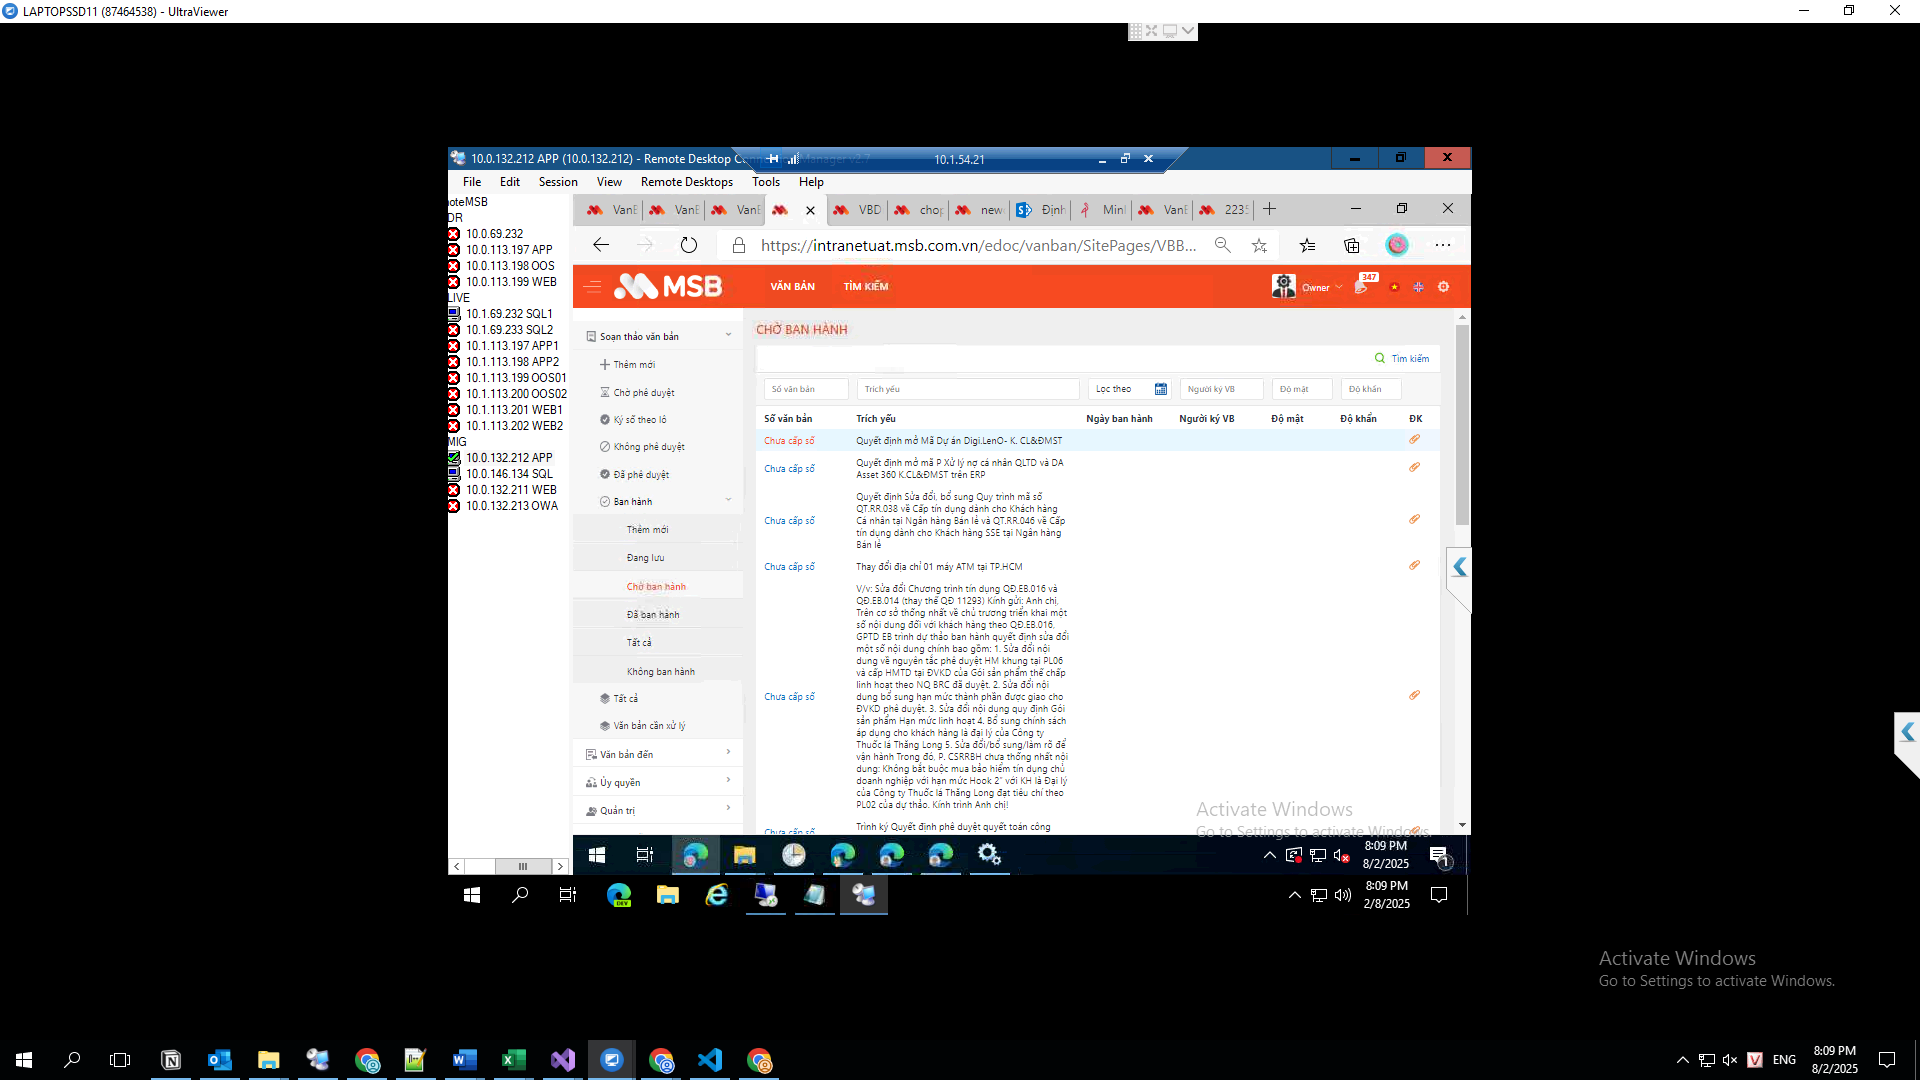 LAPTOPSSD11 (87464538) - UltraViewer
10.0.132.212 APP (10.0.132.212) - Remote Desktop Connection Manager v2.7
10.1.54.21
File Edit Session View Remote Desktops Tools Help
oteMSB
DR
10.0.69.232
10.0.113.197 APP
10.0.113.198 OOS
10.0.113.199 WEB
LIVE
10.1.69.232 SQL1
10.1.69.233 SQL2
10.1.113.197 APP1
10.1.113.198 APP2
10.1.113.199 OOS01
10.1.113.200 OOS02
10.1.113.201 WEB1
10.1.113.202 WEB2
MIG
10.0.132.212 APP
10.0.146.134 SQL
10.0.132.211 WEB
10.0.132.213 OWA
VanE VanE VanE VBD chop new Định Minl VanE 2235
https://intranetuat.msb.com.vn/edoc/vanban/SitePages/VBB...
MSB
VĂN BẢN TÌM KIẾM
Owner 347
Soạn thảo văn bản
Thêm mới
Chờ phê duyệt
Ký số theo lô
Không phê duyệt
Đã phê duyệt
Ban hành
Thêm mới
Đang lưu
Chờ ban hành
Đã ban hành
Tất cả
Không ban hành
Tất cả
Văn bản cần xử lý
Văn bản đến
Ủy quyền
Quản trị
CHỜ BAN HÀNH
Tìm kiếm
Số văn bản Trích yếu Lọc theo Người ký VB Độ mật Độ khẩn
Số văn bản Trích yếu Ngày ban hành Người ký VB Độ mật Độ khẩn ĐK
Chưa cấp số Quyết định mở Mã Dự án Digi.LenO- K. CL&ĐMST
Chưa cấp số Quyết định mở mã P Xử lý nợ cá nhân QLTD và DA
Asset 360 K.CL&ĐMST trên ERP
Quyết định Sửa đổi, bổ sung Quy trình mã số
QT.RR.038 về Cấp tín dụng dành cho Khách hàng
Chưa cấp số Cá nhân tại Ngân hàng Bán lẻ và QT.RR.046 về Cấp
tín dụng dành cho Khách hàng SSE tại Ngân hàng
Bán lẻ
Chưa cấp số Thay đổi địa chỉ 01 máy ATM tại TP.HCM
V/v: Sửa đổi Chương trình tín dụng QĐ.EB.016 và
QĐ.EB.014 (thay thế QĐ 11293) Kính gửi: Anh chị,
Trên cơ sở thống nhất về chủ trương triển khai một
số nội dung đối với khách hàng theo QĐ.EB.016,
GPTD EB trình dự thảo ban hành quyết định sửa đổi
một số nội dung chính bao gồm: 1. Sửa đổi nội
dung về nguyên tắc phê duyệt HM khung tại PL06
và cấp HMTD tại ĐVKD của Gói sản phẩm thế chấp
linh hoạt theo NQ BRC đã duyệt. 2. Sửa đổi nội
Chưa cấp số dung bổ sung hạn mức thành phần được giao cho
ĐVKD phê duyệt. 3. Sửa đổi nội dung quy định Gói
sản phẩm Hạn mức linh hoạt 4. Bổ sung chính sách
áp dụng cho khách hàng là đại lý của Công ty
Thuốc lá Thăng Long 5. Sửa đổi/bổ sung/làm rõ để
vận hành Trong đó, P. CSRRBH chưa thống nhất nội
dung: Không bắt buộc mua bảo hiểm tín dụng chủ
doanh nghiệp với hạn mức Hook 2" với KH là Đại lý
của Công ty Thuốc lá Thăng Long đạt tiêu chí theo
PL02 của dự thảo. Kính trình Anh chị!
Chưa cấp số Trình ký Quyết định phê duyệt quyết toán công
Activate Windows
Go to Settings to activate Windows.
8:09 PM
8/2/2025
1
8:09 PM
2/8/2025
Activate Windows
Go to Settings to activate Windows.
ENG
8:09 PM
8/2/2025